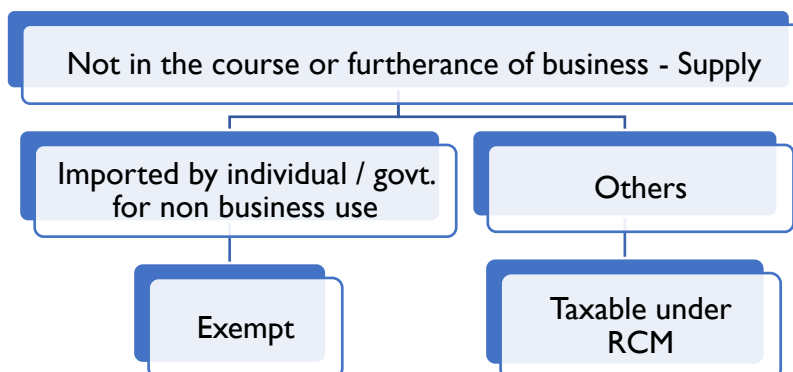 Not in the course or furtherance of business - Supply
Imported by individual / govt.
for non business use
Others
Exempt
Taxable under
RCM